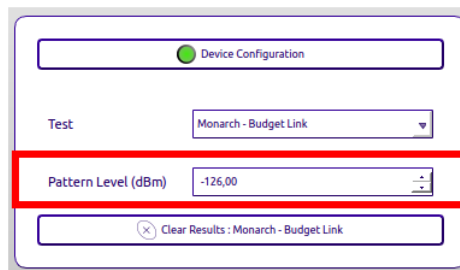 Device Configuration
Test
Monarch - Budget Link
Pattern Level (dBm)
-126,00
Clear Results : Monarch - Budget Link